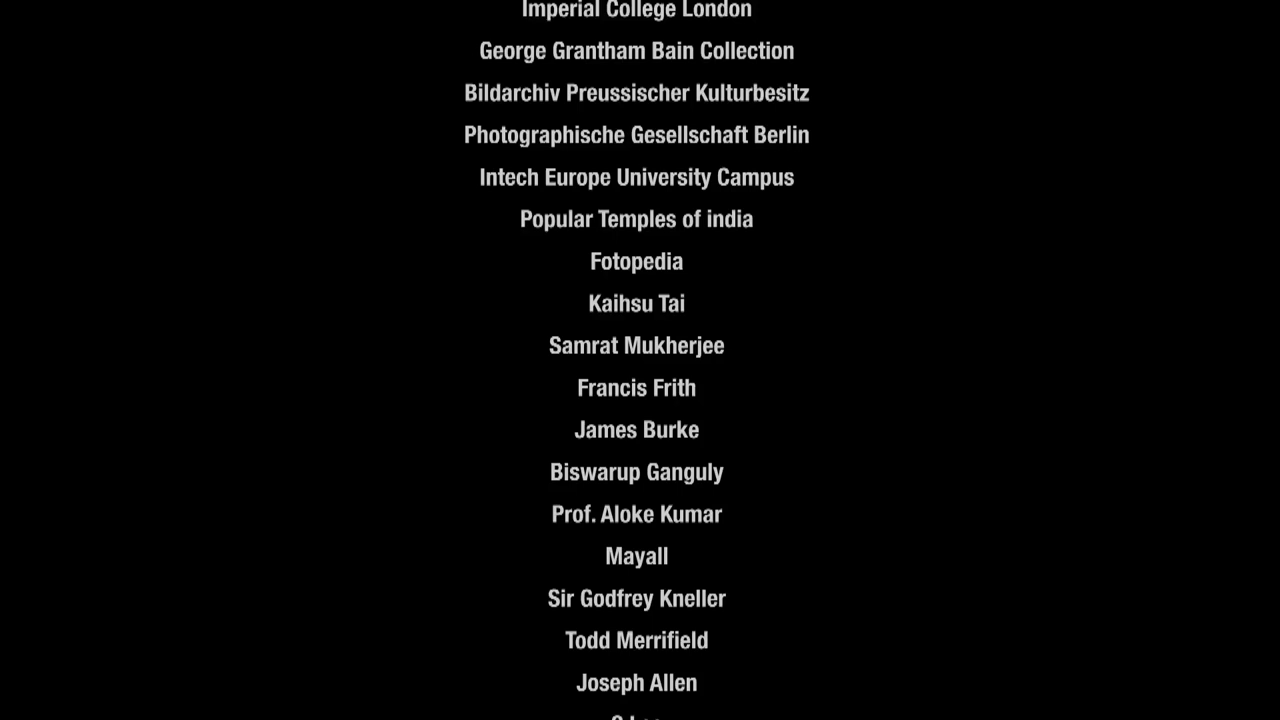 Imperial College London
George Grantham Bain Collection
Bildarchiv Preussischer Kulturbesitz
Photographische Gesellschaft Berlin
Intech Europe University Campus
Popular Temples of india
Fotopedia
Kaihsu Tai
Samrat Mukherjee
Francis Frith
James Burke
Biswarup Ganguly
Prof. Aloke Kumar
Mayall
Sir Godfrey Kneller
Todd Merrifield
Joseph Allen